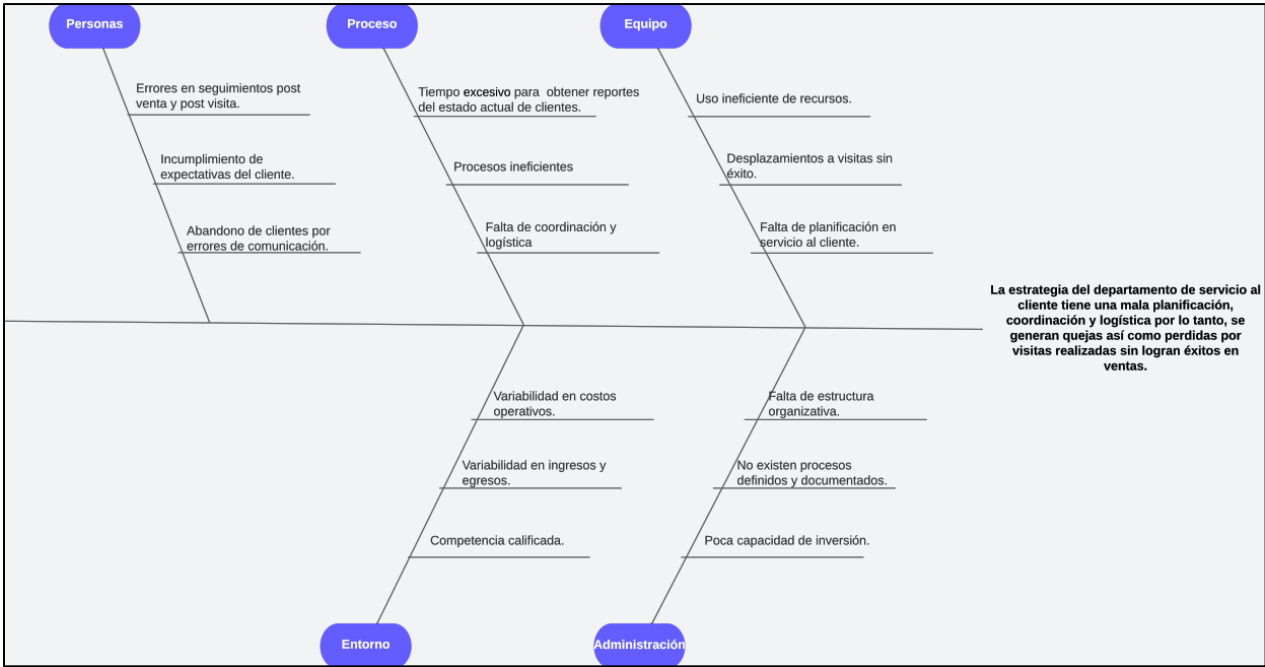 Personas
Proceso
Equipo
Errores en seguimientos post
venta y post visita.
Incumplimiento de
expectativas del cliente.
Abandono de clientes por
errores de comunicación.
Tiempo excesivo para obtener reportes
del estado actual de clientes.
Procesos ineficientes
Falta de coordinación y
logística
Uso ineficiente de recursos.
Desplazamientos a visitas sin
éxito.
Falta de planificación en
servicio al cliente.
La estrategia del departamento de servicio al
cliente tiene una mala planificación,
coordinación y logística por lo tanto, se
generan quejas así como perdidas por
visitas realizadas sin logran éxitos en
ventas.
Variabilidad en costos
operativos.
Variabilidad en ingresos y
egresos.
Competencia calificada.
Falta de estructura
organizativa.
No existen procesos
definidos y documentados.
Poca capacidad de inversión.
Entorno
Administración